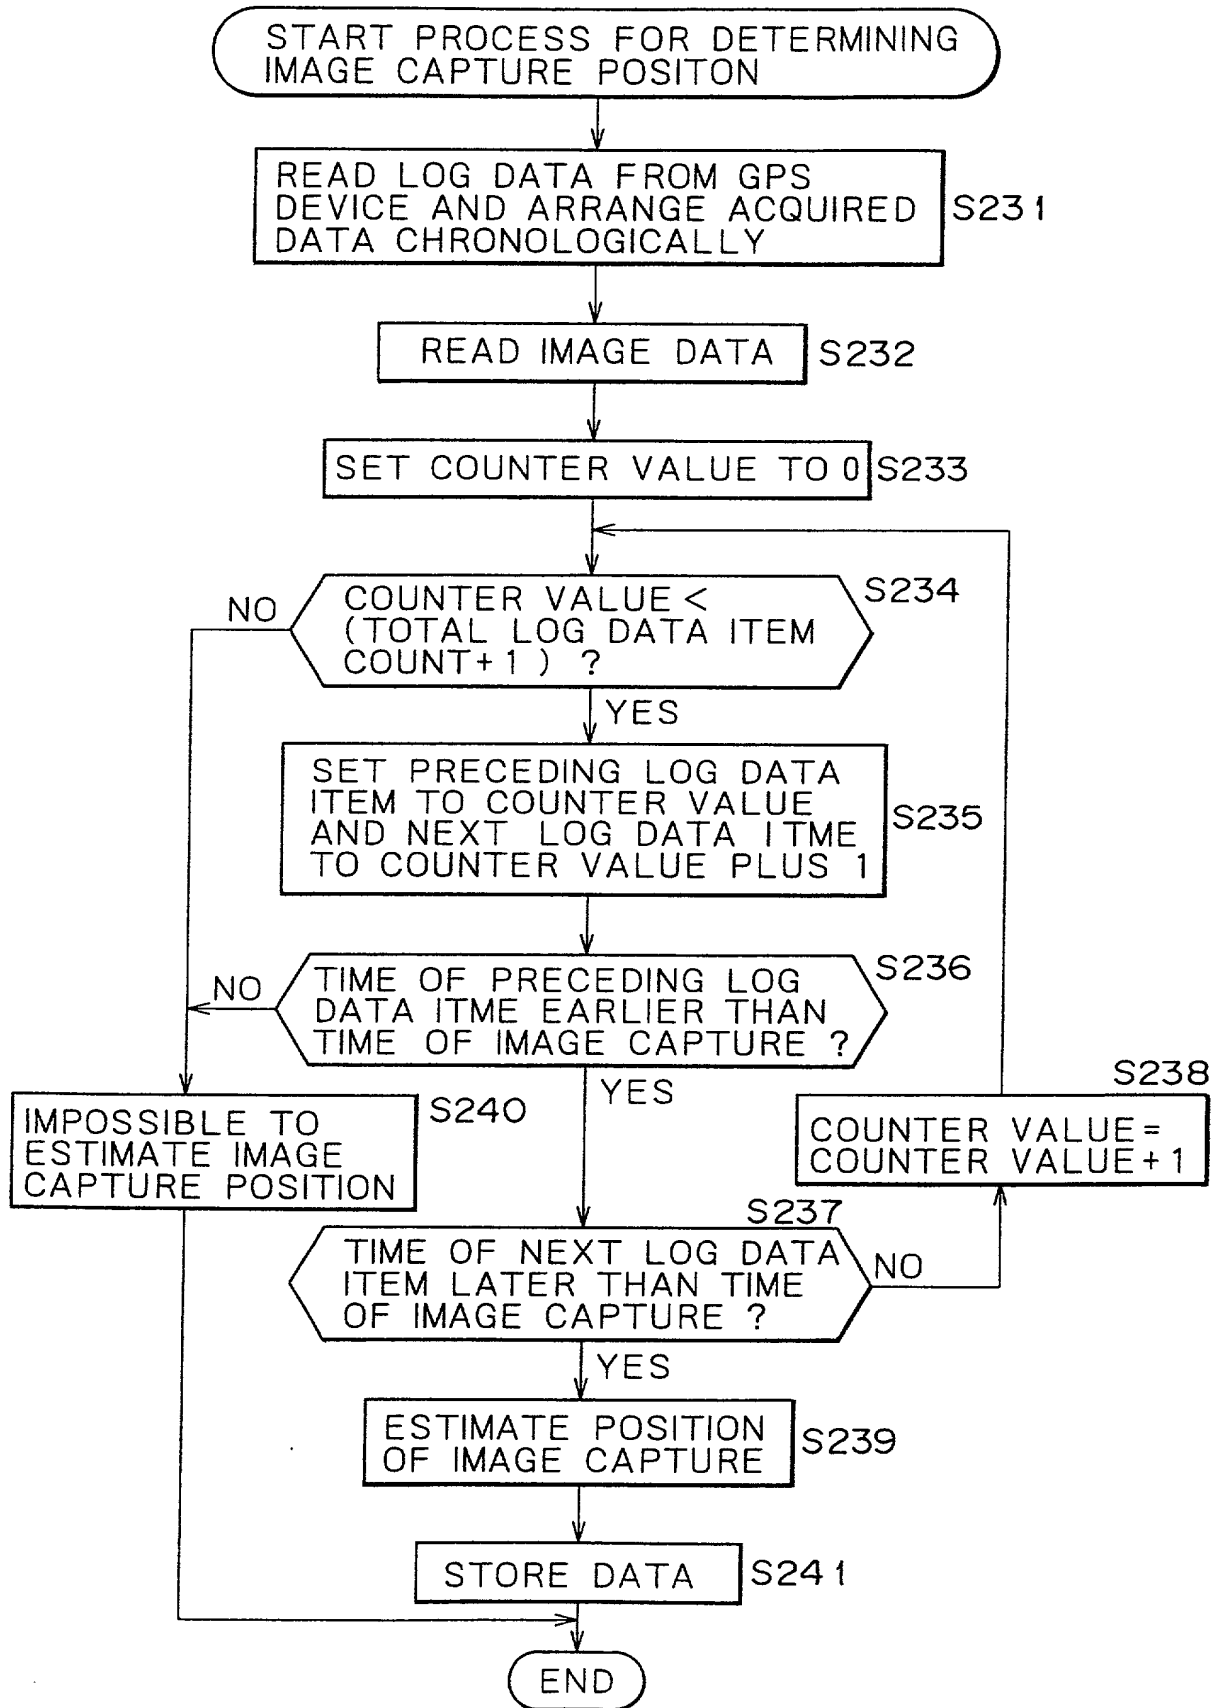 START PROCESS FOR DETERMINING
IMAGE CAPTURE POSITON
READ LOG DATA FROM GPS
DEVICE AND ARRANGE ACQUIRED
DATA CHRONOLOGICALLY
S231
READ IMAGE DATA
S232
SET COUNTER VALUE TO 0
S233
S234
NO
COUNTER VALUE <
(TOTAL LOG DATA ITEM
COUNT+1) ?
YES
SET PRECEDING LOG DATA
ITEM TO COUNTER VALUE
AND NEXT LOG DATA ITME
TO COUNTER VALUE PLUS 1
S235
S236
NO
TIME OF PRECEDING LOG
DATA ITME EARLIER THAN
TIME OF IMAGE CAPTURE ?
YES
S238
COUNTER VALUE=
COUNTER VALUE+1
S240
IMPOSSIBLE TO
ESTIMATE IMAGE
CAPTURE POSITION
S237
TIME OF NEXT LOG DATA
ITEM LATER THAN TIME
OF IMAGE CAPTURE ?
NO
YES
ESTIMATE POSITION
OF IMAGE CAPTURE
S239
STORE DATA
S241
END